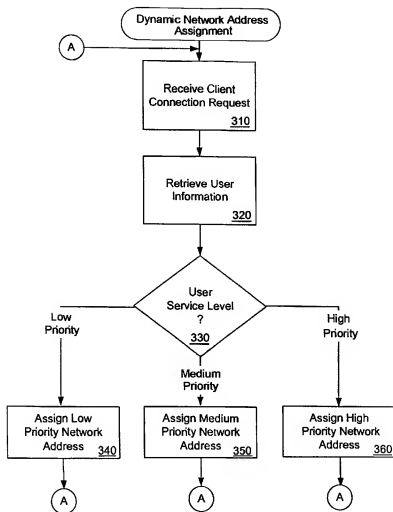 Dynamic Network Address
Assignment
A
Receive Client
Connection Request
310
Retrieve User
Information
320
User
Service Level
?
330
Low
Priority
High
Priority
Medium
Priority
Assign Low
Priority Network
Address 340
Assign Medium
Priority Network
Address 350
Assign High
Priority Network
Address 360
A
A
A